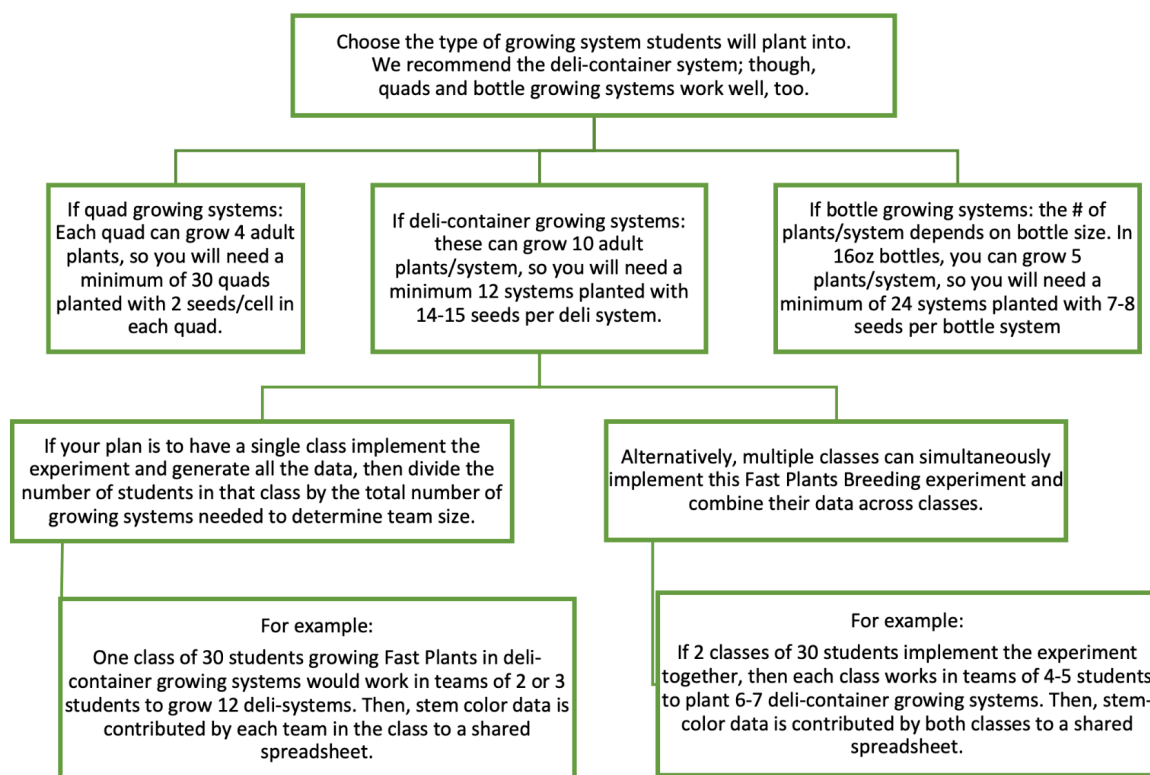 Choose the type of growing system students will plant into.
We recommend the deli-container system; though,
quads and bottle growing systems work well, too.
If quad growing systems:
Each quad can grow 4 adult
plants, so you will need a
minimum of 30 quads
planted with 2 seeds/cell in
each quad.
If deli-container growing systems:
these can grow 10 adult
plants/system, so you will need a
minimum 12 systems planted with
14-15 seeds per deli system.
If bottle growing systems: the # of
plants/system depends on bottle size. In
16oz bottles, you can grow 5
plants/system, so you will need a
minimum of 24 systems planted with 7-8
seeds per bottle system
If your plan is to have a single class implement the
experiment and generate all the data, then divide the
number of students in that class by the total number of
growing systems needed to determine team size.
Alternatively, multiple classes can simultaneously
implement this Fast Plants Breeding experiment and
combine their data across classes.
For example:
One class of 30 students growing Fast Plants in deli-
container growing systems would work in teams of 2 or 3
students to grow 12 deli-systems. Then, stem color data is
contributed by each team in the class to a shared
spreadsheet.
For example:
If 2 classes of 30 students implement the experiment
together, then each class works in teams of 4-5 students
to plant 6-7 deli-container growing systems. Then, stem-
color data is contributed by both classes to a shared
spreadsheet.